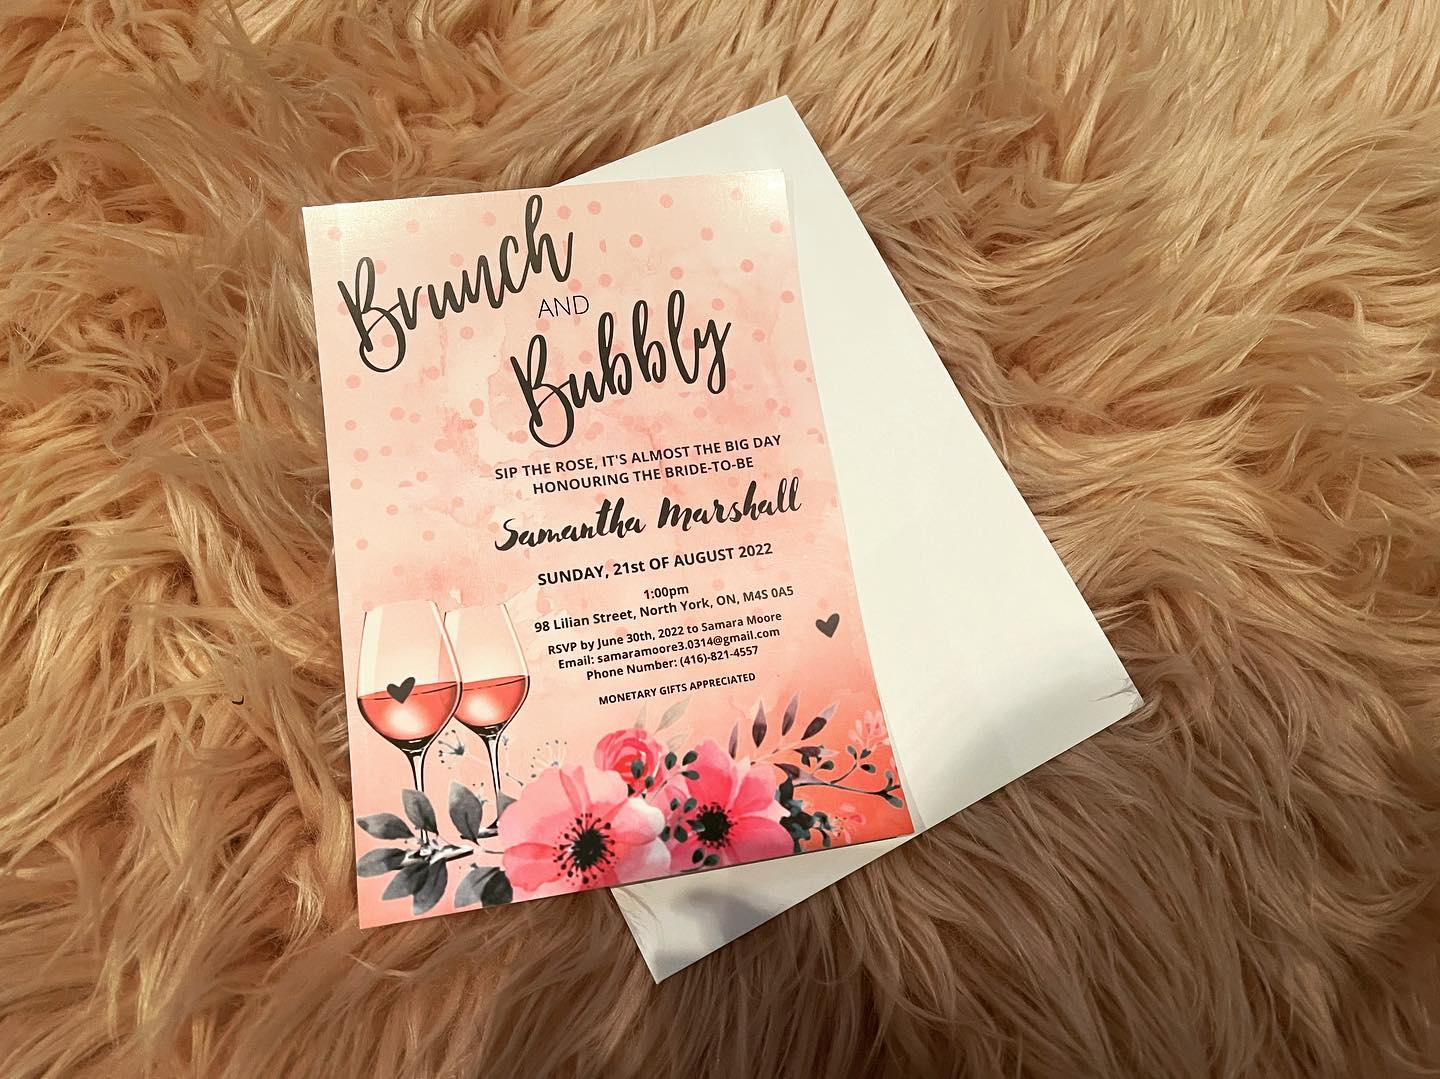 Brunch
AND
Bubbly
SIP THE ROSE, IT'S ALMOST THE BIG DAY
HONOURING THE BRIDE-TO-BE
Samantha Marshall
SUNDAY, 21st OF AUGUST 2022
1:00pm
98 Lilian Street, North York, ON, M4S 0A5
RSVP by June 30th, 2022 to Samara Moore
Email: samaramoore3.0314@gmail.com
Phone Number: (416)-821-4557
MONETARY GIFTS APPRECIATED